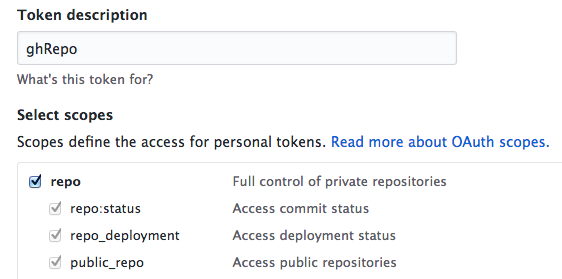 Token description
ghRepo
What's this token for?
Select scopes
Scopes define the access for personal tokens. Read more about OAuth scopes.
repo Full control of private repositories
repo:status Access commit status
repo_deployment Access deployment status
public_repo Access public repositories